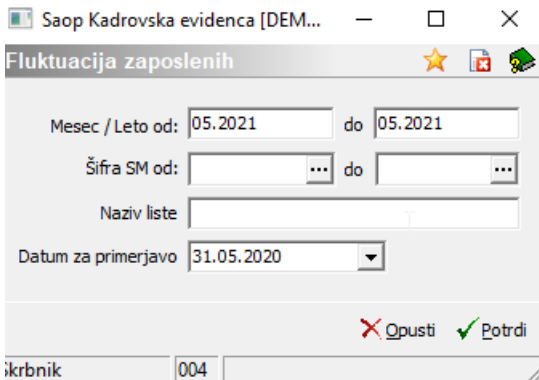 Saop Kadrovska evidenca [DEM...
Fluktuacija zaposlenih
Mesec / Leto od: 05.2021 do 05.2021
Šifra SM od: ... do ...
Naziv liste
Datum za primerjavo 31.05.2020
Opusti Potrdi
Skrbnik 004